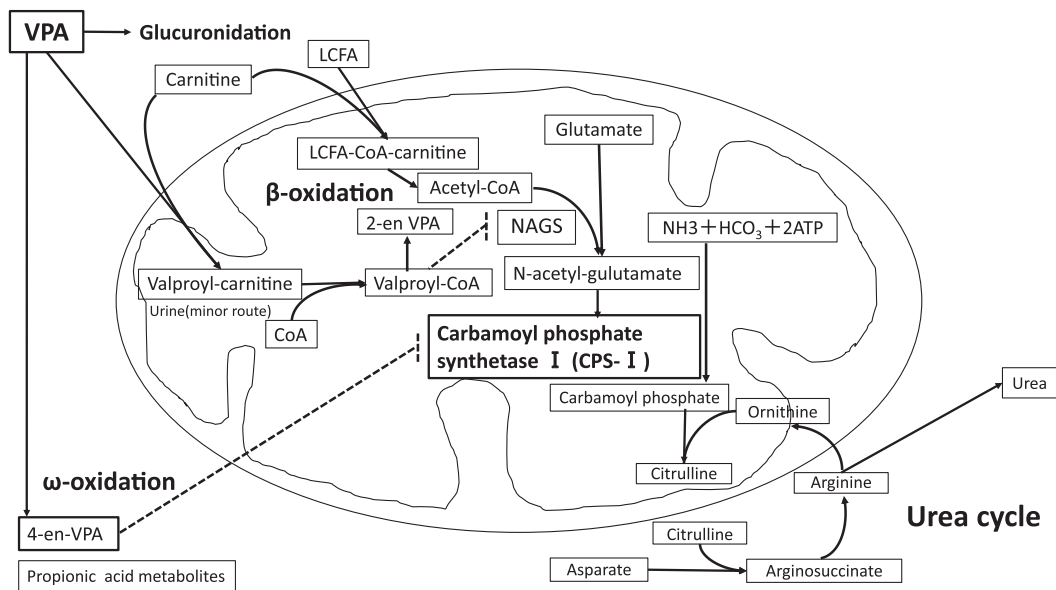 VPA
Glucuronidation
LCFA
Carnitine
Glutamate
LCFA-CoA-carnitine
β-oxidation
Acetyl-CoA
2-en VPA
NAGS
NH3+HCO₃+2ATP
N-acetyl-gulutamate
Valproyl-carnitine
Valproyl-CoA
Urine(minor route)
CoA
Carbamoyl phosphate
synthetase Ⅰ (CPS-Ⅰ)
Carbamoyl phosphate
Ornithine
Urea
Citrulline
Arginine
ω-oxidation
Urea cycle
4-en-VPA
Citrulline
Asparate
Arginosuccinate
Propionic acid metabolites